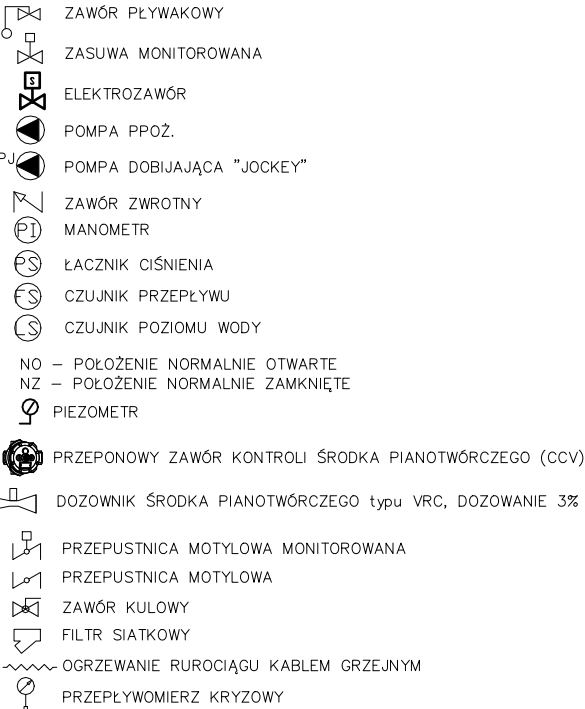 ZAWÓR PŁYWAKOWY
ZASUWA MONITOROWANA
S ELEKTROZAWÓR
POMPA PPOŻ.
PJ POMPA DOBIJAJĄCA "JOCKEY"
ZAWÓR ZWROTNY
PI MANOMETR
PS ŁACZNIK CIŚNIENIA
FS CZUJNIK PRZEPŁYWU
LS CZUJNIK POZIOMU WODY
NO – POŁOŻENIE NORMALNIE OTWARTE
NZ – POŁOŻENIE NORMALNIE ZAMKNIĘTE
PIEZOMETR
PRZEPONOWY ZAWÓR KONTROLI ŚRODKA PIANOTWÓRCZEGO (CCV)
DOZOWNIK ŚRODKA PIANOTWÓRCZEGO typu VRC, DOZOWANIE 3%
PRZEPUSTNICA MOTYLOWA MONITOROWANA
PRZEPUSTNICA MOTYLOWA
ZAWÓR KULOWY
FILTR SIATKOWY
OGRZEWANIE RUROCIĄGU KABLEM GRZEJNYM
PRZEPŁYWOMIERZ KRYZOWY